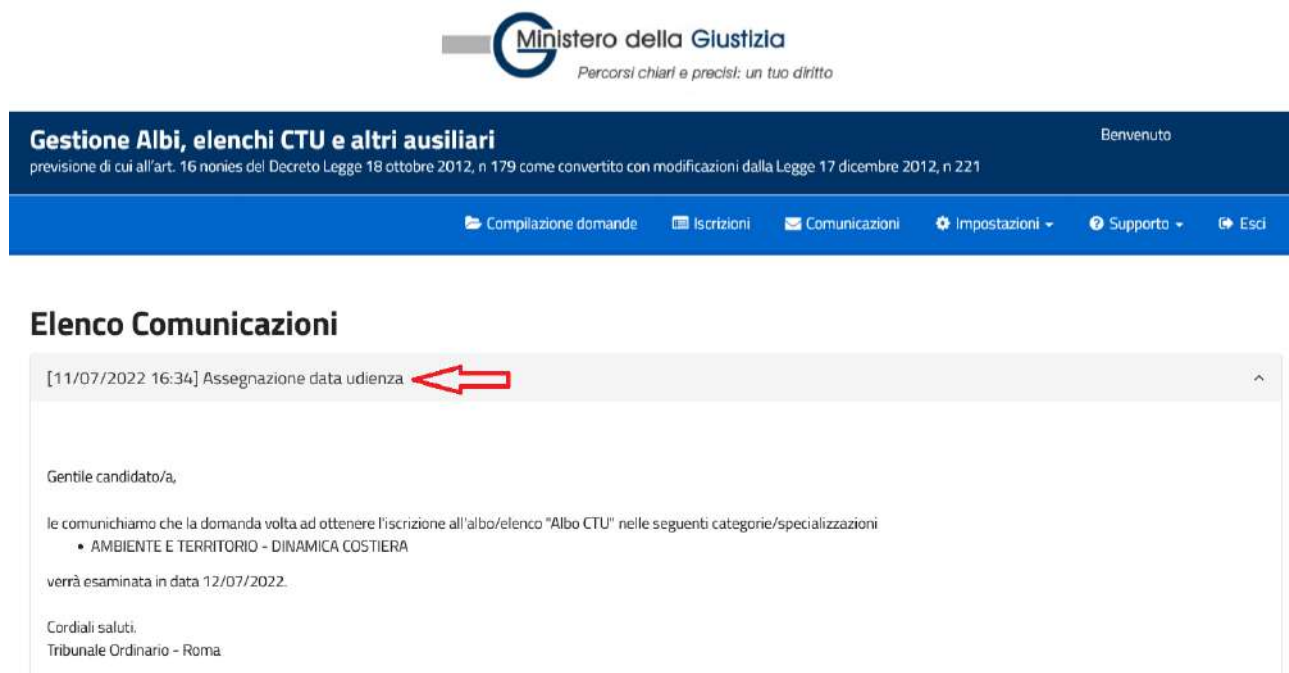 Ministero della Giustizia
Percorsi chiari e precisi: un tuo diritto
Gestione Albi, elenchi CTU e altri ausiliari
Benvenuto
previsione di cui all'art. 16 nonies del Decreto Legge 18 ottobre 2012, n 179 come convertito con modificazioni dalla Legge 17 dicembre 2012, n 221
Compilazione domande Iscrizioni Comunicazioni Impostazioni Supporto Esci
Elenco Comunicazioni
[11/07/2022 16:34] Assegnazione data udienza
Gentile candidato/a,
le comunichiamo che la domanda volta ad ottenere l'iscrizione all'albo/elenco "Albo CTU" nelle seguenti categorie/specializzazioni
• AMBIENTE E TERRITORIO - DINAMICA COSTIERA
verrà esaminata in data 12/07/2022.
Cordiali saluti.
Tribunale Ordinario - Roma